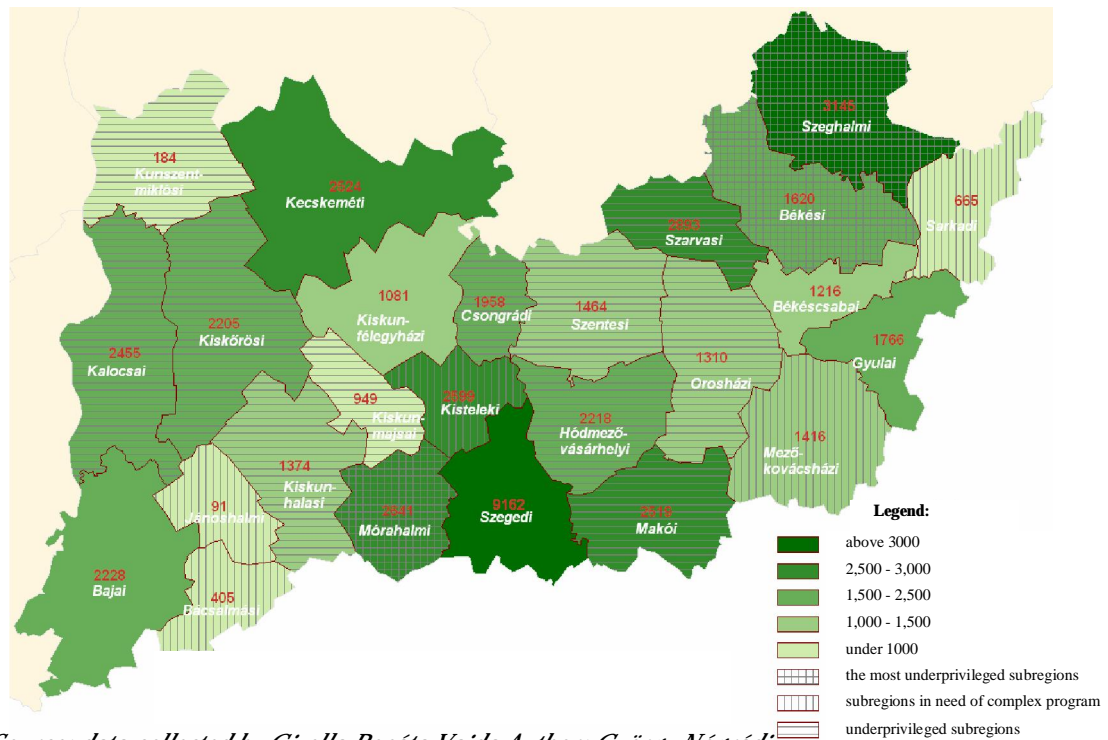 3146
Szeghalmi
184
Kunszent-
miklósi
2624
Kecskeméti
1620
Békési
665
Sarkadi
2693
Szarvasi
1081
Kiskun-
félegyházi
1958
Csongrádi
1464
Szentesi
1216
Békéscsabai
2205
Kiskőrösi
2455
Kalocsai
1766
Gyulai
1310
Orosházi
949
Kiskun-
majsai
Kisteleki
2218
Hódmező-
vásárhelyi
1416
Mező-
kovácsházi
1374
Kiskun-
halasi
91
Jánoshalmi
2841
Mórahalmi
9162
Szegedi
Makói
2228
Bajai
405
Bácsalmási
Legend:
above 3000
2,500 - 3,000
1,500 - 2,500
1,000 - 1,500
under 1000
the most underprivileged subregions
subregions in need of complex program
underprivileged subregions